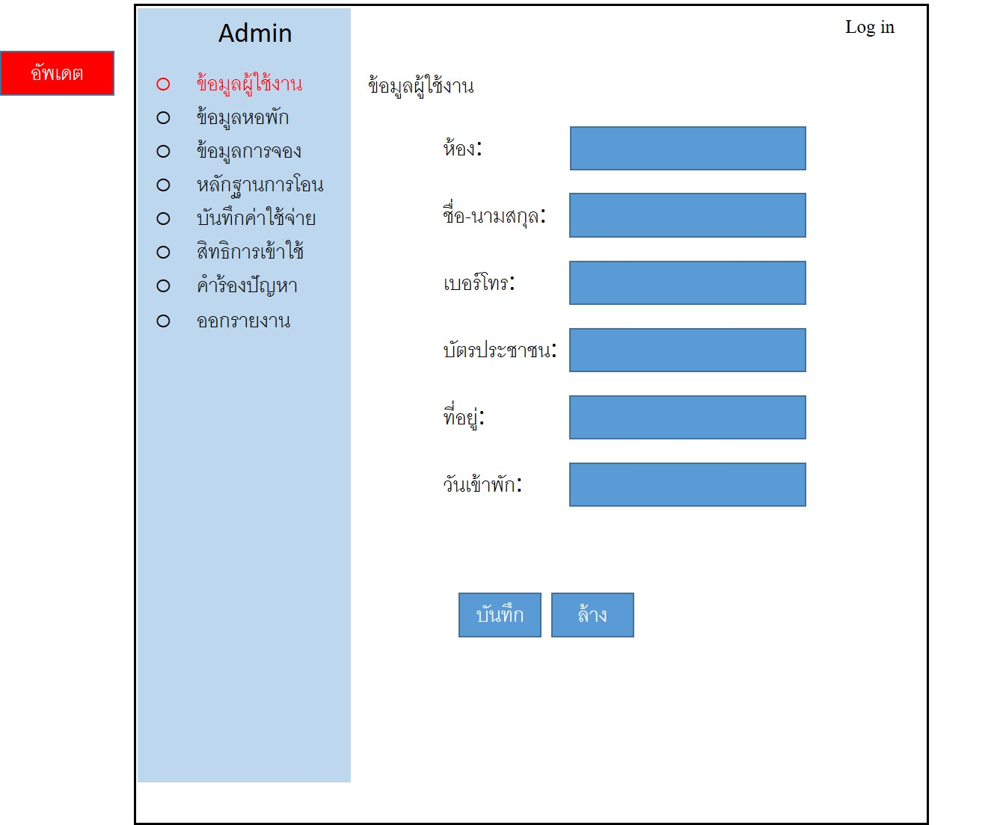 อัพเดต
Admin
ข้อมูลผู้ใช้งาน
ข้อมูลหอพัก
ข้อมูลการจอง
หลักฐานการโอน
บันทึกค่าใช้จ่าย
สิทธิการเข้าใช้
คำร้องปัญหา
ออกรายงาน
Log in
ข้อมูลผู้ใช้งาน
ห้อง:
ชื่อ-นามสกุล:
เบอร์โทร:
บัตรประชาชน:
ที่อยู่:
วันเข้าพัก:
บันทึก ล้าง